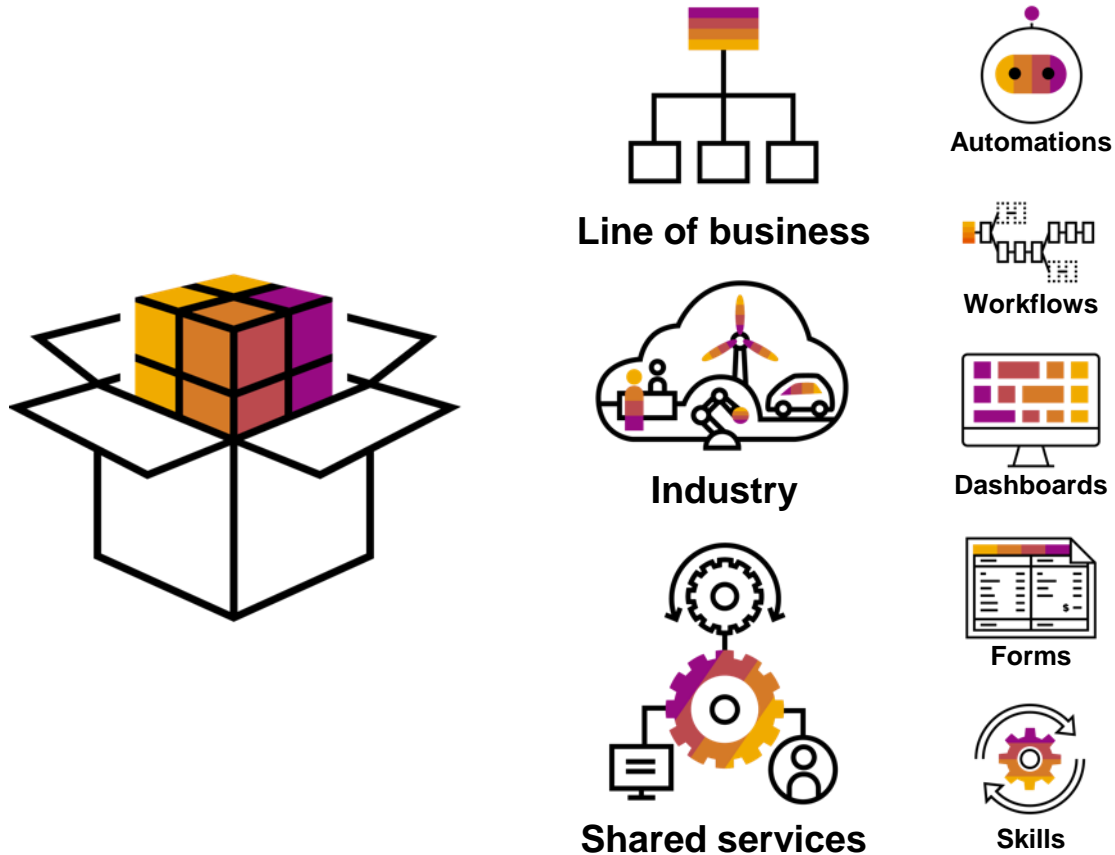 Line of business
Industry
Shared services
Automations
Workflows
Dashboards
Forms
$
Skills